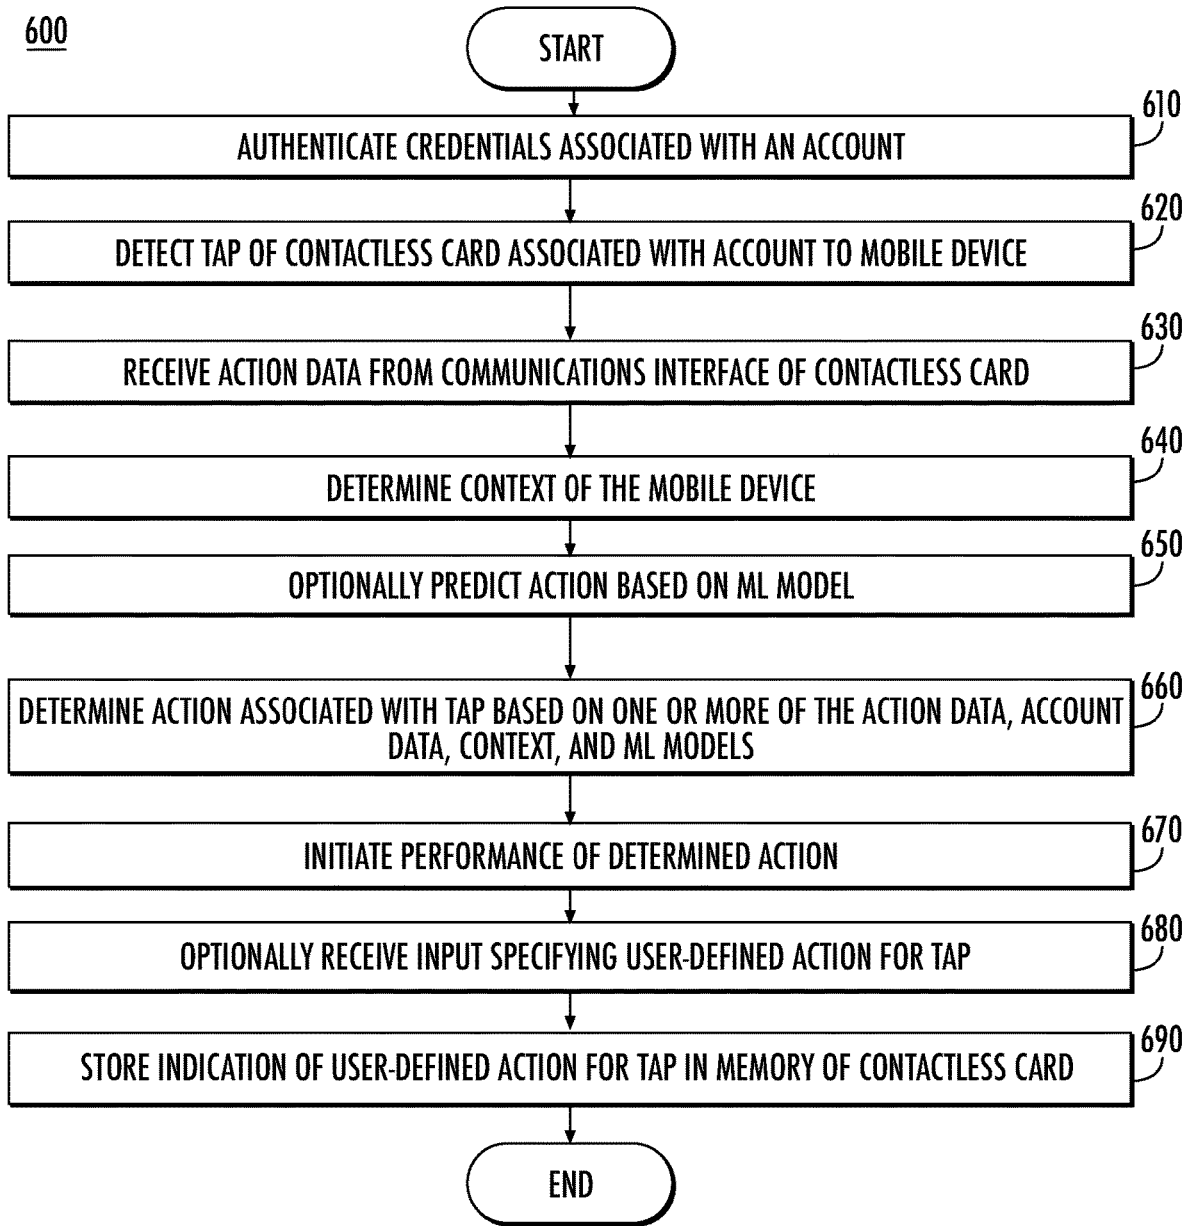 600
START
610
AUTHENTICATE CREDENTIALS ASSOCIATED WITH AN ACCOUNT
620
DETECT TAP OF CONTACTLESS CARD ASSOCIATED WITH ACCOUNT TO MOBILE DEVICE
630
RECEIVE ACTION DATA FROM COMMUNICATIONS INTERFACE OF CONTACTLESS CARD
640
DETERMINE CONTEXT OF THE MOBILE DEVICE
650
OPTIONALLY PREDICT ACTION BASED ON ML MODEL
660
DETERMINE ACTION ASSOCIATED WITH TAP BASED ON ONE OR MORE OF THE ACTION DATA, ACCOUNT
DATA, CONTEXT, AND ML MODELS
670
INITIATE PERFORMANCE OF DETERMINED ACTION
680
OPTIONALLY RECEIVE INPUT SPECIFYING USER-DEFINED ACTION FOR TAP
690
STORE INDICATION OF USER-DEFINED ACTION FOR TAP IN MEMORY OF CONTACTLESS CARD
END